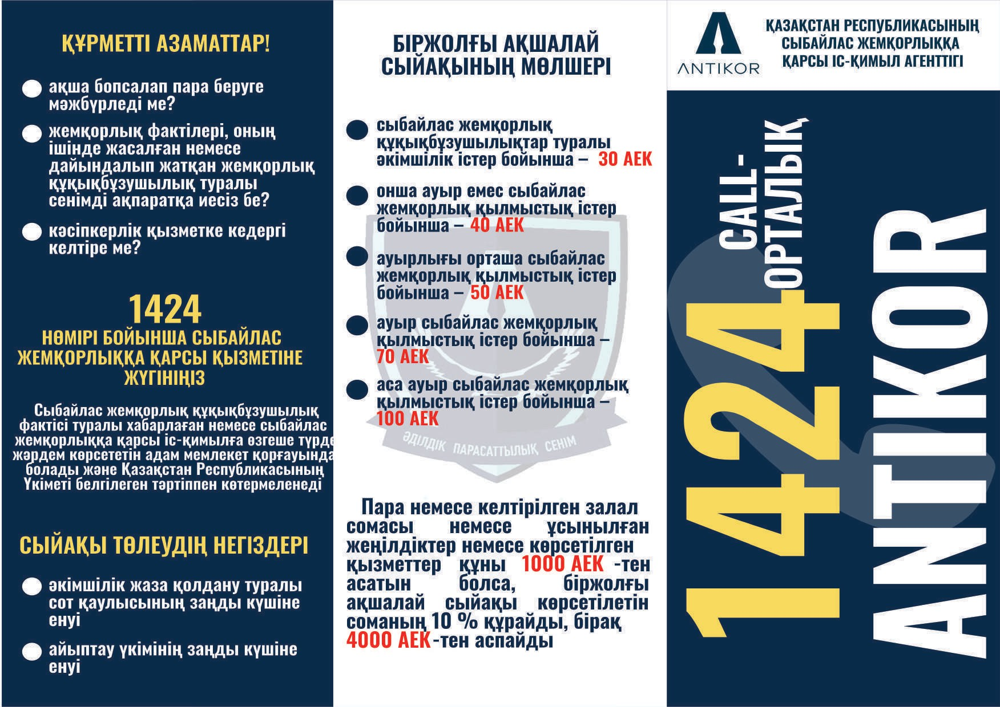 ҚҰРМЕТТІ АЗАМАТТАР!
ақша бопсалап пара беруге
мәжбүрледі ме?
жемқорлық фактілері, оның
ішінде жасалған немесе
дайындалып жатқан жемқорлық
құқықбұзушылық туралы
сенімді ақпаратқа иесіз бе?
кәсіпкерлік қызметке кедергі
келтіре ме?
1424
НӨМІРІ БОЙЫНША СЫБАЙЛАС
ЖЕМҚОРЛЫҚҚА ҚАРСЫ ҚЫЗМЕТІНЕ
ЖҮГІНІҢІЗ
Сыбайлас жемқорлық құқықбұзушылық
фактісі туралы хабарлаған немесе сыбайлас
жемқорлыққа қарсы іс-қимылға өзгеше түрде
жәрдем көрсететін адам мемлекет қорғауында
болады және Қазақстан Республикасының
Үкіметі белгілеген тәртіппен көтермеленеді
СЫЙАҚЫ ТӨЛЕУДІҢ НЕГІЗДЕРІ
әкімшілік жаза қолдану туралы
сот қаулысының заңды күшіне
енуі
айыптау үкімінің заңды күшіне
енуі
БІРЖОЛҒЫ АҚШАЛАЙ
СЫЙАҚЫНЫҢ МӨЛШЕРІ
сыбайлас жемқорлық
құқықбұзушылықтар туралы
әкімшілік істер бойынша – 30 АЕК
онша ауыр емес сыбайлас
жемқорлық қылмыстық істер
бойынша – 40 АЕК
ауырлығы орташа сыбайлас
жемқорлық қылмыстық істер
бойынша – 50 АЕК
ауыр сыбайлас жемқорлық
қылмыстық істер бойынша –
70 АЕК
аса ауыр сыбайлас жемқорлық
қылмыстық істер бойынша –
100 АЕК
ӘДІЛДІК ПАРАСАТТЫЛЫҚ СЕНІМ
Пара немесе келтірілген залал
сомасы немесе ұсынылған
жеңілдіктер немесе көрсетілген
қызметтер құны 1000 АЕК -тен
асатын болса, біржолғы
ақшалай сыйақы көрсетілетін
соманың 10 % құрайды, бірақ
4000 АЕК-тен аспайды
ANTIKOR
ҚАЗАҚСТАН РЕСПУБЛИКАСЫНЫҢ
СЫБАЙЛАС ЖЕМҚОРЛЫҚҚА
ҚАРСЫ ІС-ҚИМЫЛ АГЕНТТІГІ
1424
CALL-
ОРТАЛЫҚ
ANTIKOR